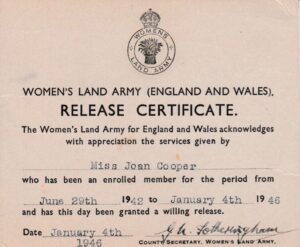 WOMEN'S
LAND ARMY
WOMEN'S LAND ARMY (ENGLAND AND WALES),
RELEASE CERTIFICATE.
The Women's Land Army for England and Wales acknowledges
with appreciation the services given by
Miss Joan Cooper
who has been an enrolled member for the period from
June 29th 1942 to January 4th 1946
and has this day been granted a willing release.
Date January 4th
1946
COUNTY SECRETARY, WOMEN'S LAND ARMY,